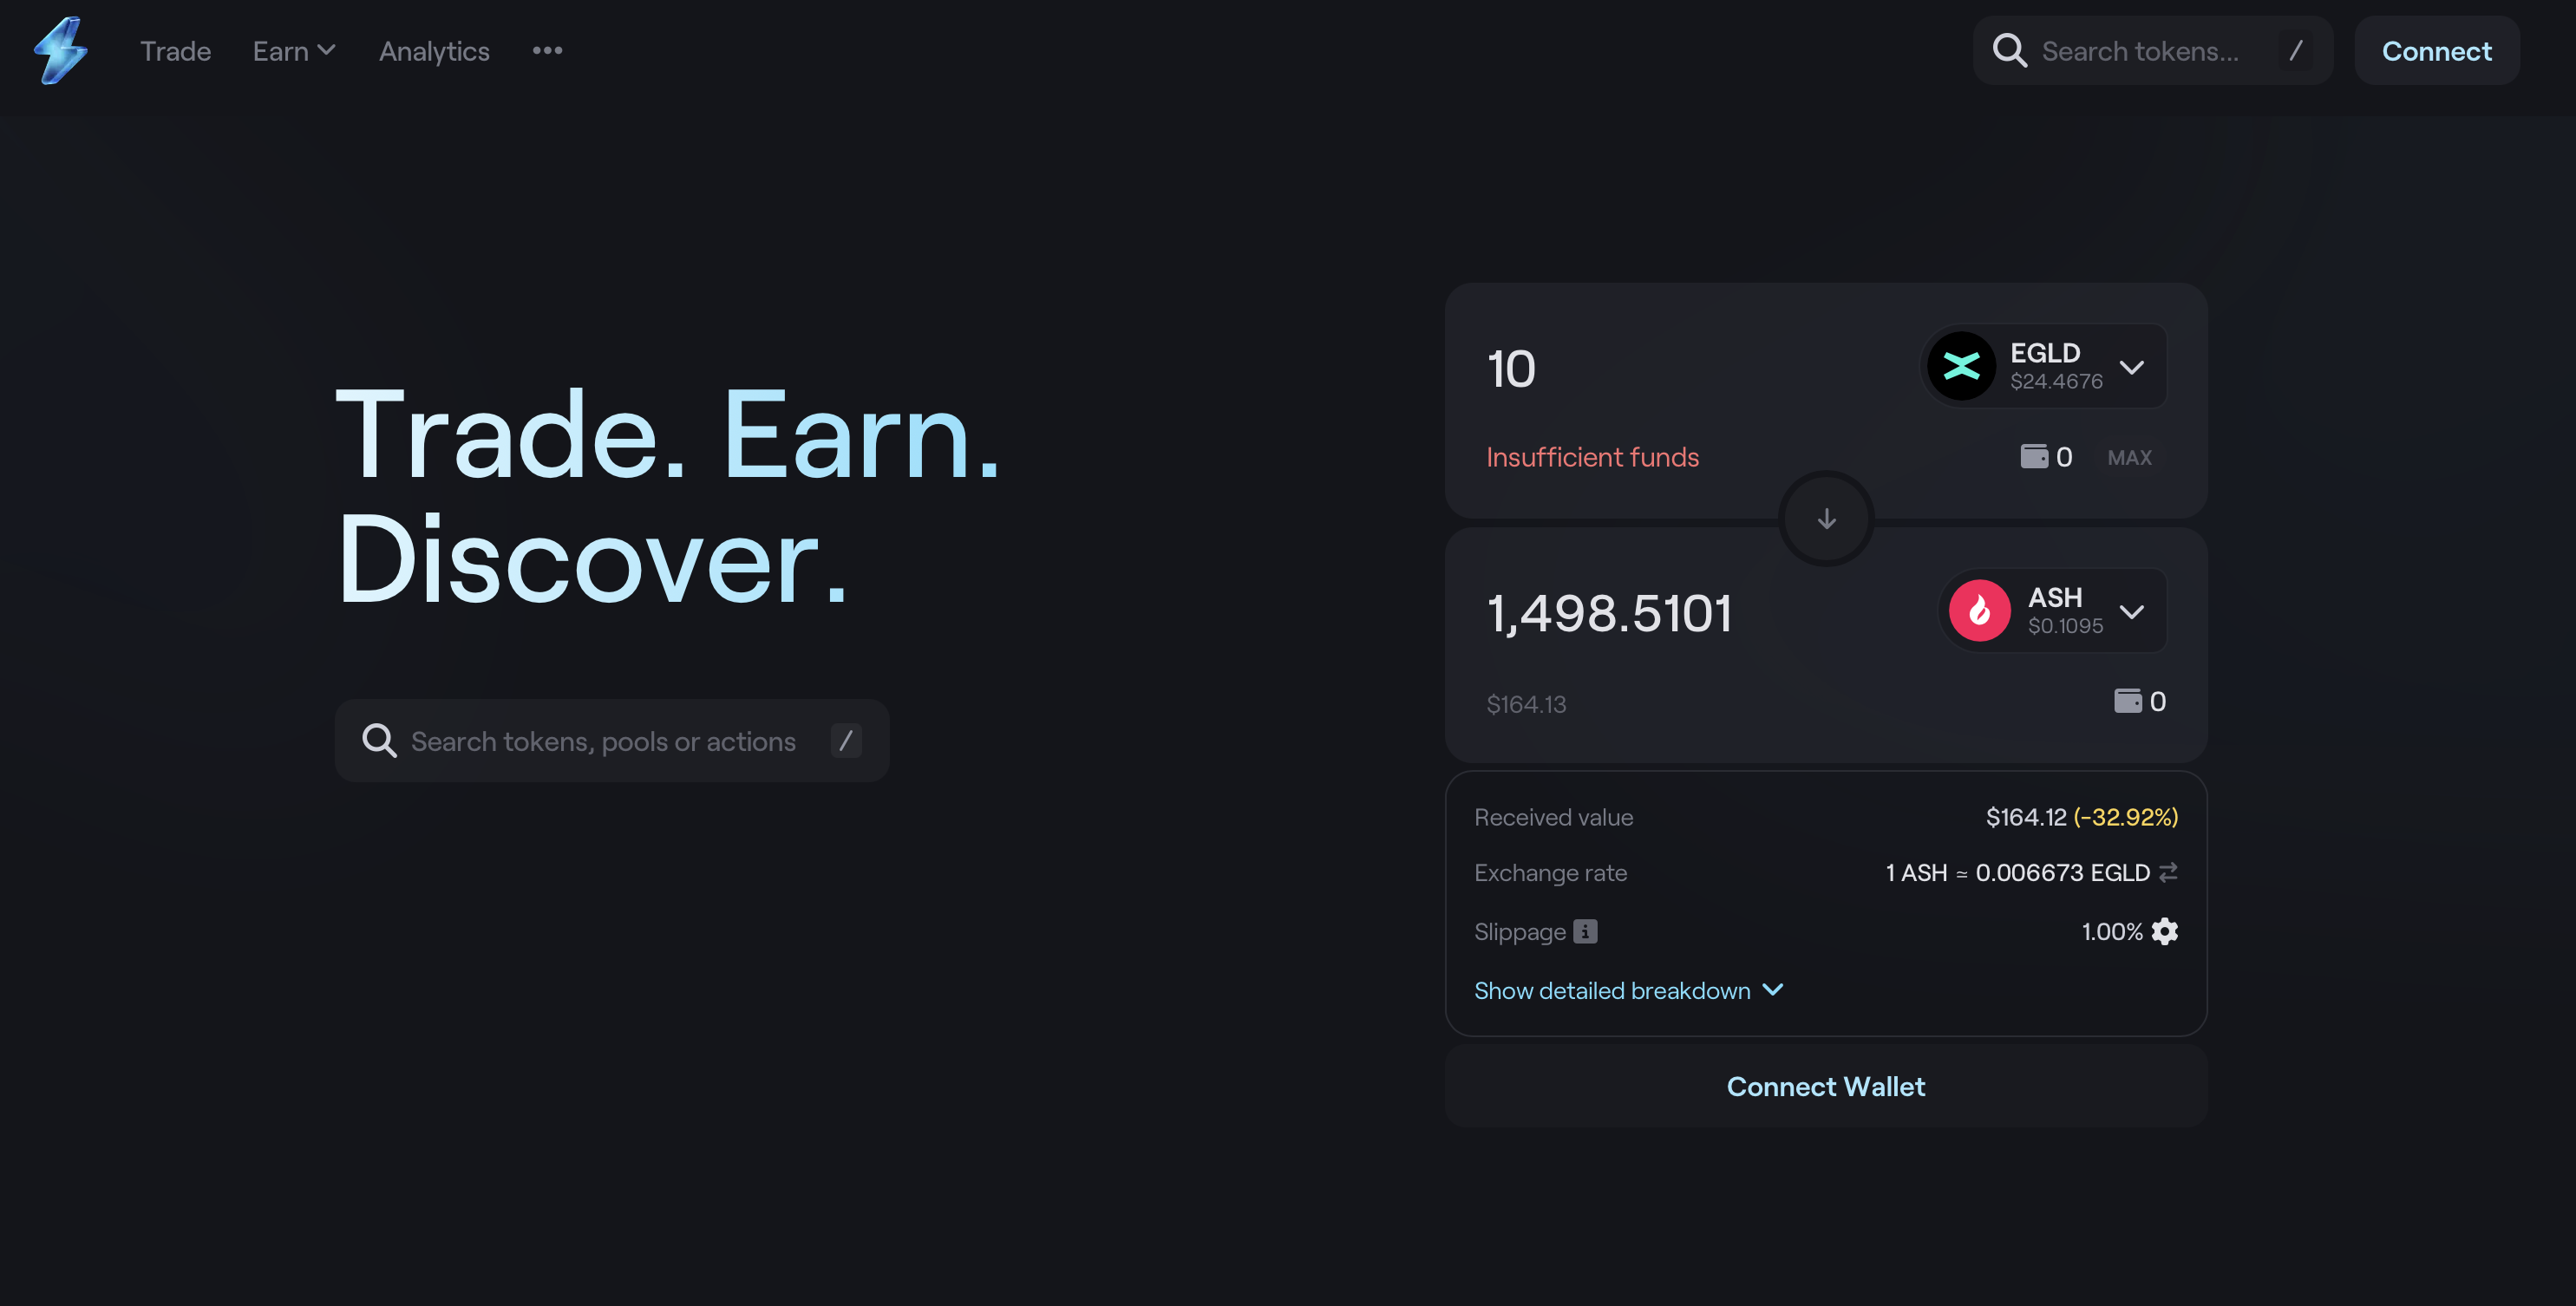 Trade Earn Analytics ••• Search tokens... / Connect
Trade. Earn.
Discover.
Search tokens, pools or actions /
10 EGLD
$24.4676
Insufficient funds 0 MAX
1,498.5101 ASH
$0.1095
$164.13 0
Received value $164.12 (-32.92%)
Exchange rate 1 ASH ≃ 0.006673 EGLD
Slippage i 1.00%
Show detailed breakdown
Connect Wallet